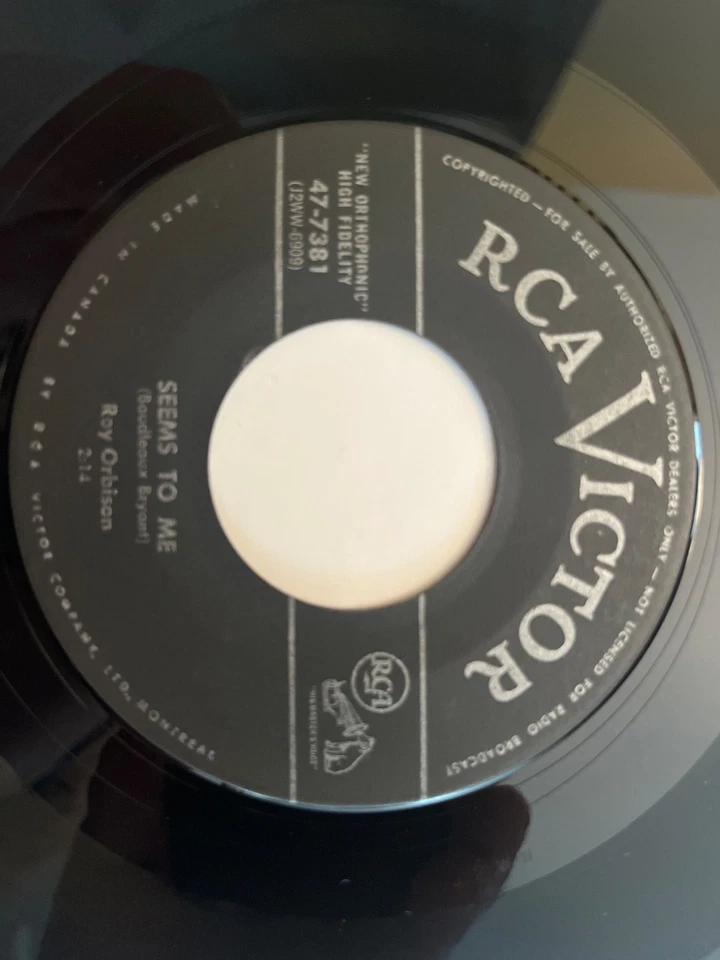 COPYRIGHTED — FOR SALE BY AUTHORIZED RCA VICTOR DEALERS ONLY — NOT LICENSED FOR RADIO BROADCAST
RCA VICTOR
"NEW ORTHOPHONIC"
HIGH FIDELITY
47-7381
(J2WW-6909)
RCA
"HIS MASTER'S VOICE"
SEEMS TO ME
(Boudleaux Bryant)
Roy Orbison
2:14
MADE IN CANADA BY RCA VICTOR COMPANY, LTD., MONTREAL